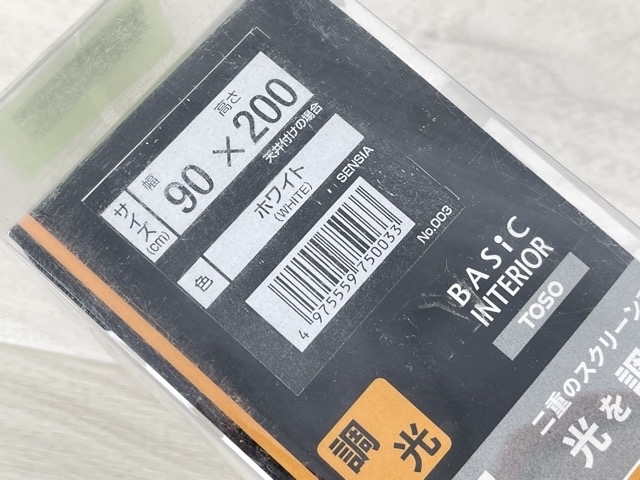 サイズ(cm)
幅 高さ
90 × 200
天井付けの場合
色
ホワイト
(WHITE)
SENSIA
4 975559 750033
No.003
BASiC
INTERIOR
TOSO
調光
二重のスクリーン
光を調